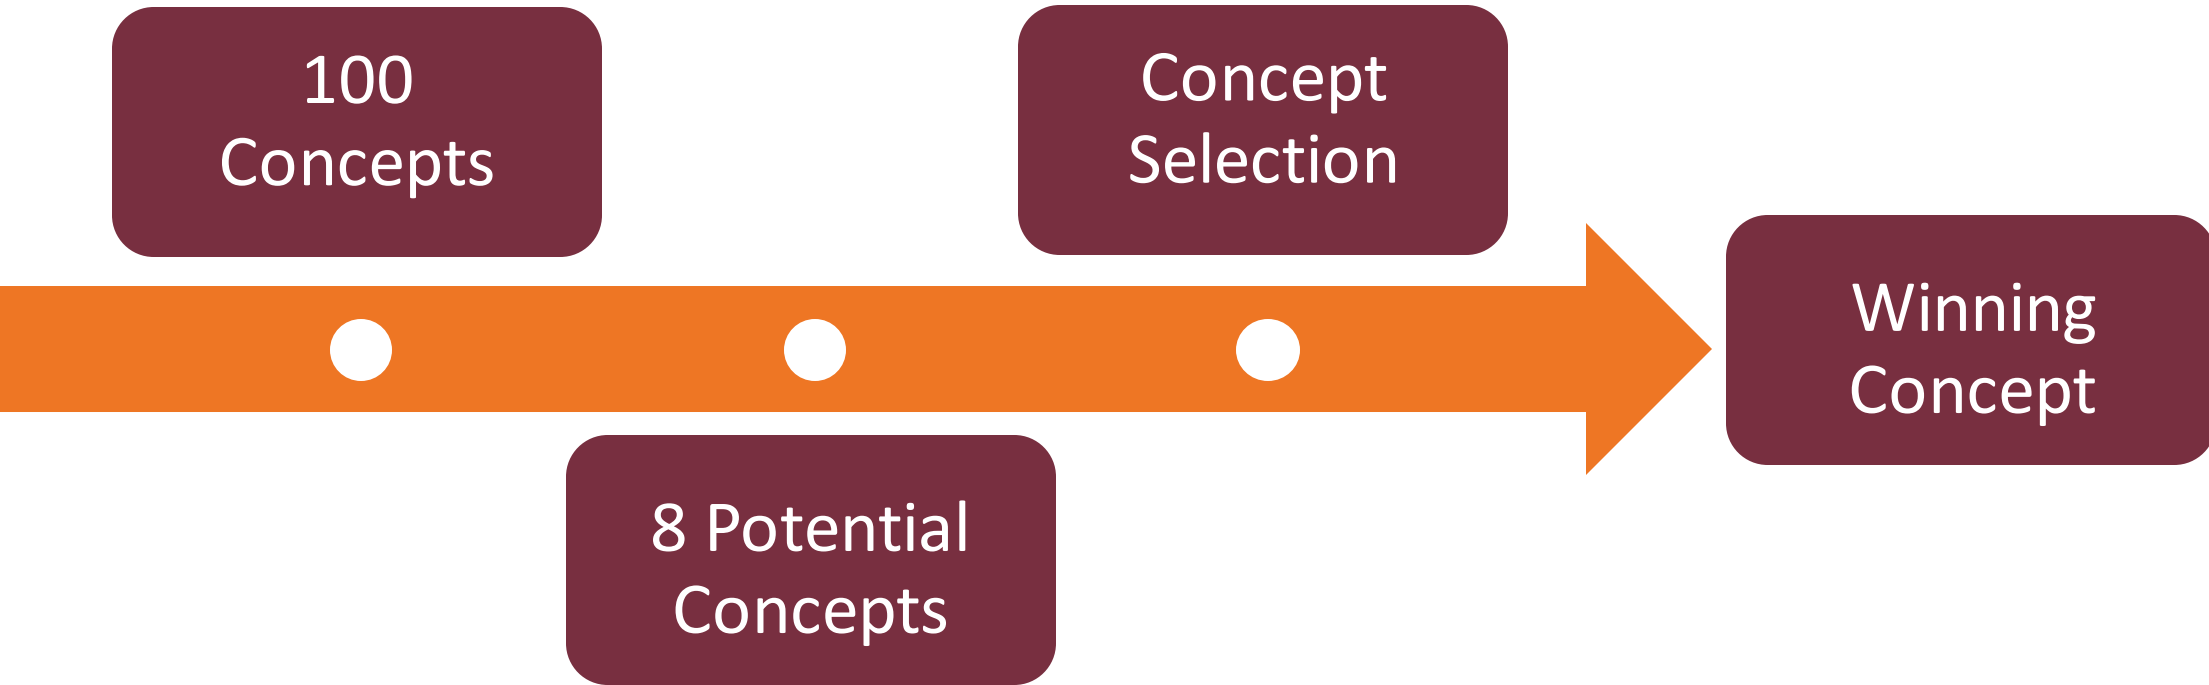 100
Concepts
8 Potential
Concepts
Concept
Selection
Winning
Concept